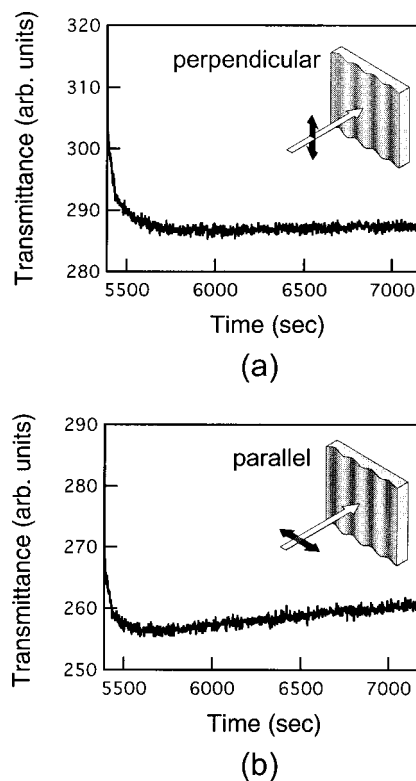 320
310
300
290
280
Transmittance (arb. units)
perpendicular
5500 6000 6500 7000
Time (sec)
(a)
290
280
270
260
250
Transmittance (arb. units)
parallel
5500 6000 6500 7000
Time (sec)
(b)